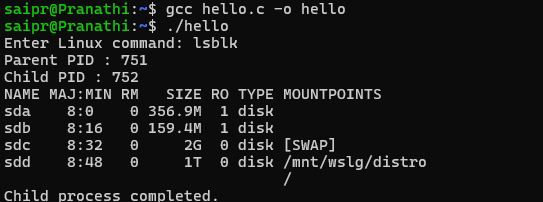 saipr@Pranathi:~$ gcc hello.c -o hello
saipr@Pranathi:~$ ./hello
Enter Linux command: lsblk
Parent PID : 751
Child PID : 752
NAME MAJ:MIN RM   SIZE RO TYPE MOUNTPOINTS
sda    8:0    0 356.9M  1 disk
sdb    8:16   0 159.4M  1 disk
sdc    8:32   0     2G  0 disk [SWAP]
sdd    8:48   0     1T  0 disk /mnt/wslg/distro
                               /
Child process completed.